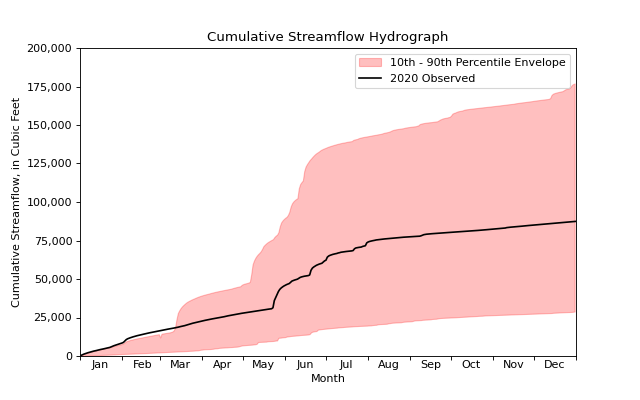 Cumulative Streamflow Hydrograph
10th - 90th Percentile Envelope
2020 Observed
Cumulative Streamflow, in Cubic Feet
200,000
175,000
150,000
125,000
100,000
75,000
50,000
25,000
0
Jan Feb Mar Apr May Jun Jul Aug Sep Oct Nov Dec
Month